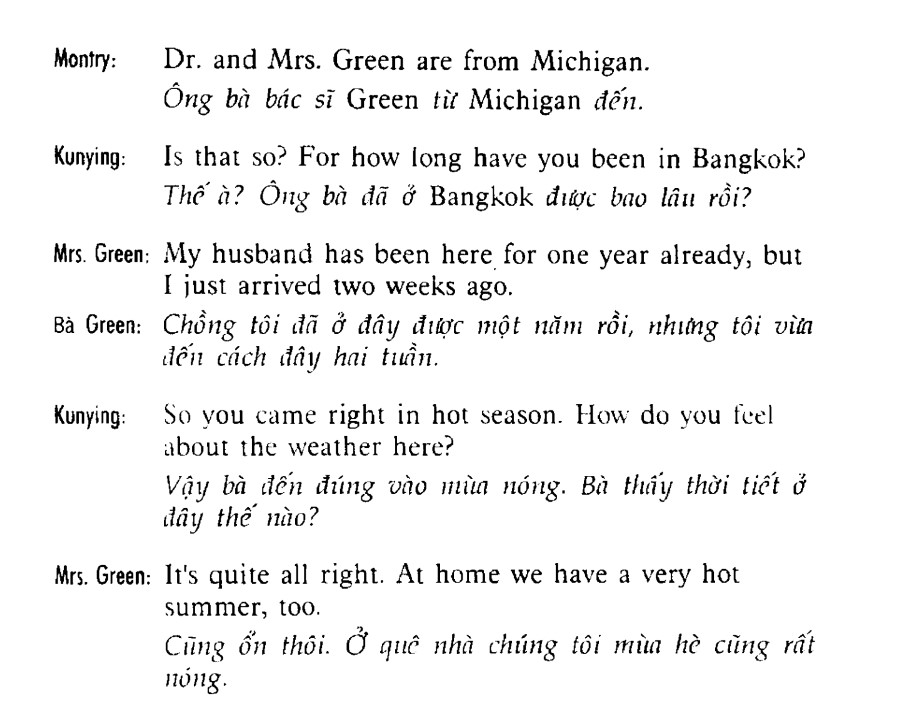 Montry: Dr. and Mrs. Green are from Michigan.
Ông bà bác sĩ Green từ Michigan đến.
Kunying: Is that so? For how long have you been in Bangkok?
Thế à? Ông bà đã ở Bangkok được bao lâu rồi?
Mrs. Green: My husband has been here for one year already, but
I just arrived two weeks ago.
Bà Green: Chồng tôi đã ở đây được một năm rồi, nhưng tôi vừa
đến cách đây hai tuần.
Kunying: So you came right in hot season. How do you feel
about the weather here?
Vậy bà đến đúng vào mùa nóng. Bà thấy thời tiết ở
đây thế nào?
Mrs. Green: It's quite all right. At home we have a very hot
summer, too.
Cũng ổn thôi. Ở quê nhà chúng tôi mùa hè cũng rất
nóng.